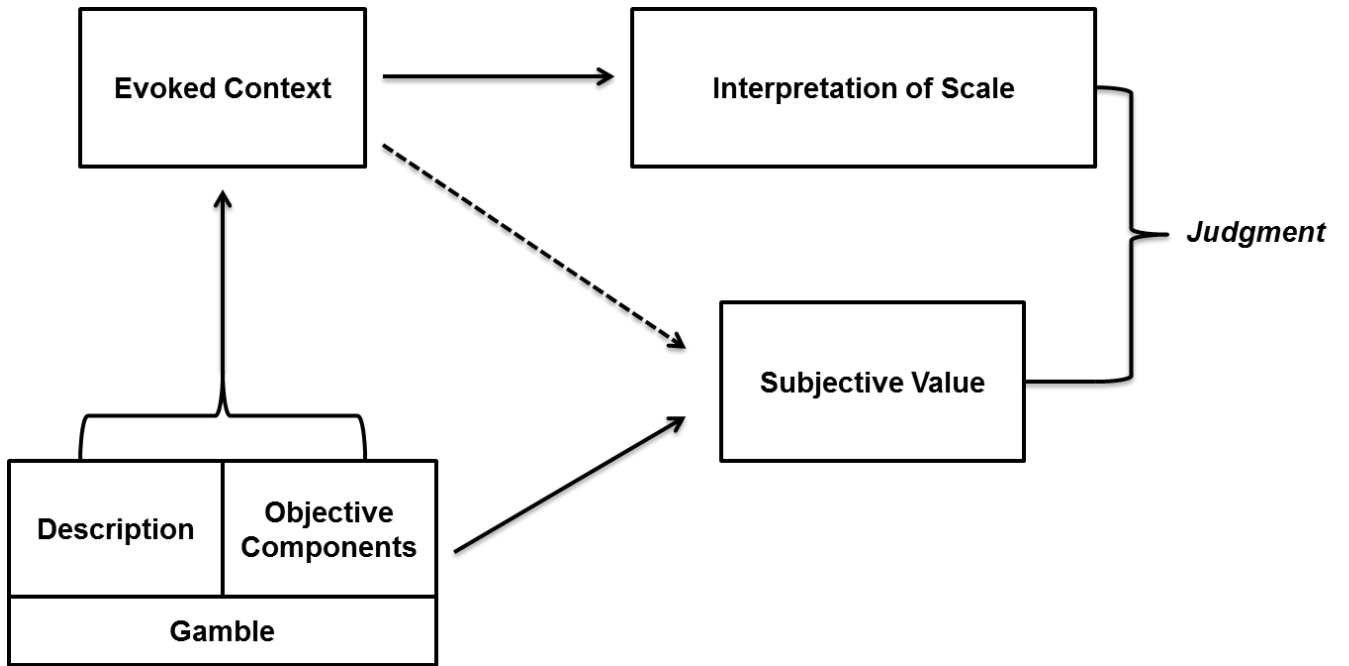 Evoked Context
Interpretation of Scale
Judgment
Subjective Value
Description
Objective
Components
Gamble